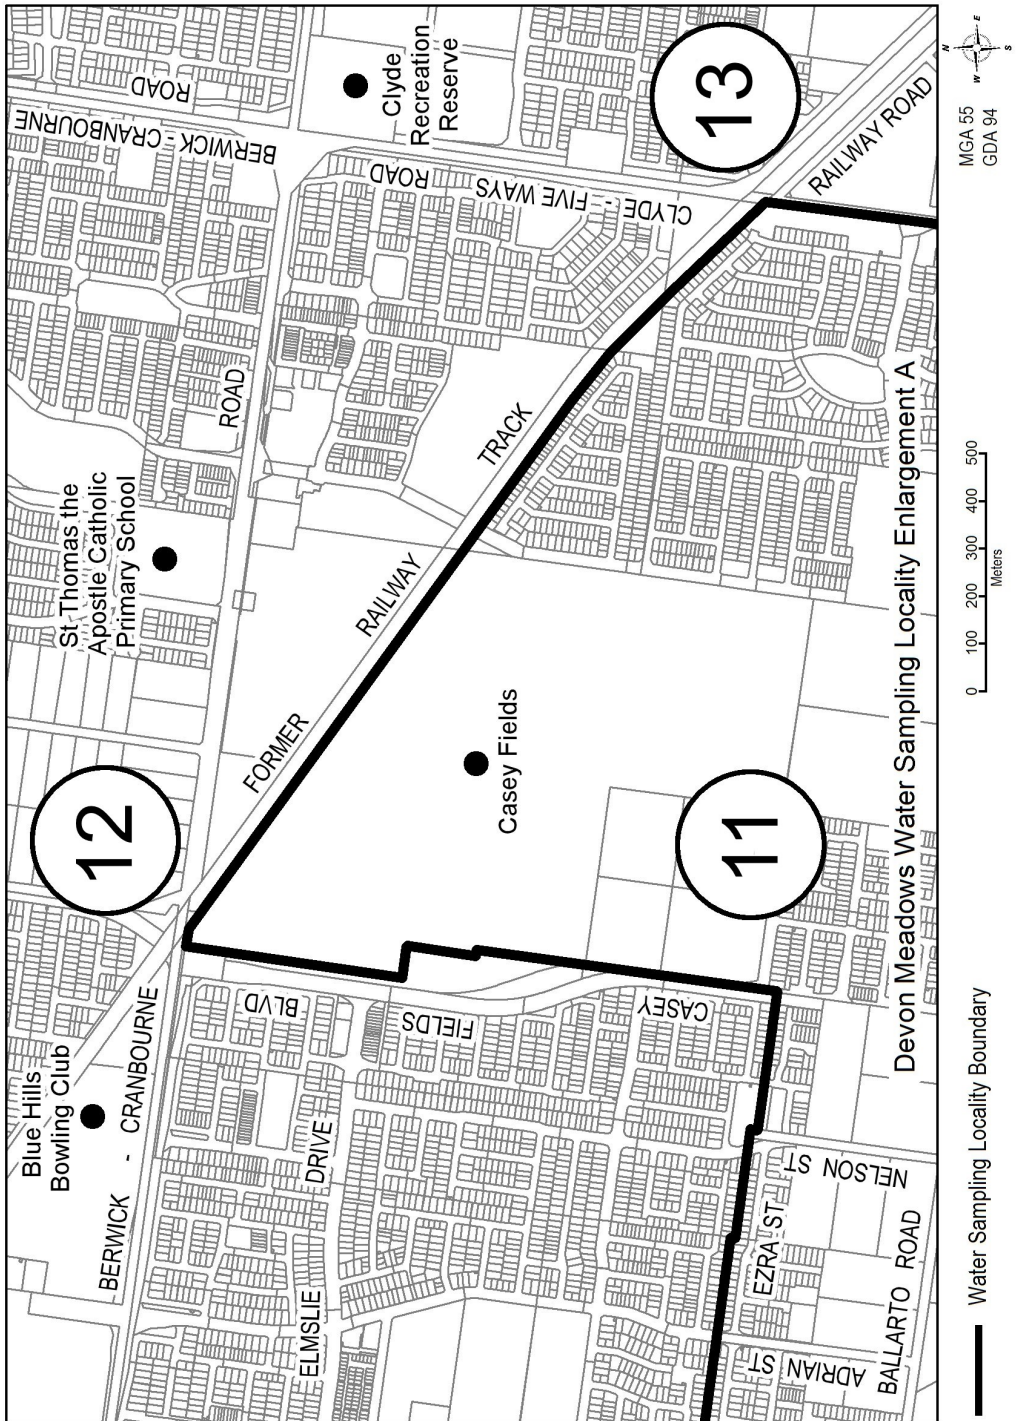 BERWICK - CRANBOURNE
ROAD
12
Blue Hills
Bowling Club
St Thomas the
Apostle Catholic
Primary School
BERWICK - CRANBOURNE
ROAD
Clyde
Recreation
Reserve
ELMSLIE
DRIVE
BLVD
FIELDS
CASEY
FORMER
RAILWAY
TRACK
CLYDE - FIVE WAYS
ROAD
Casey Fields
13
11
RAILWAY ROAD
EZRA ST
ADRIAN ST
NELSON ST
BALLARTO ROAD
Devon Meadows Water Sampling Locality Enlargement A
Water Sampling Locality Boundary
0 100 200 300 400 500
Meters
MGA 55
GDA 94
N
W
E
S